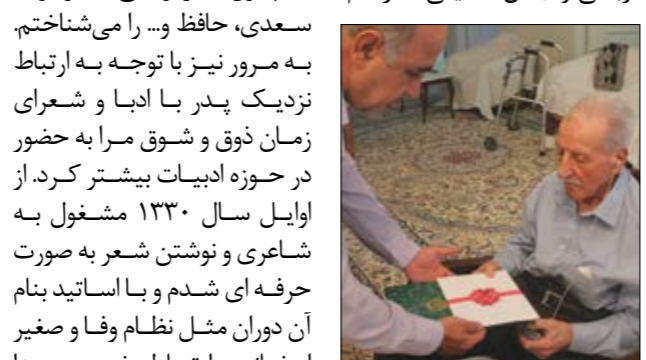 سعدی، حافظ و... را می‌شناختم.
به مرور نیز با توجه به ارتباط
نزدیک پدر با ادبا و شعرای
زمان ذوق و شوق مرا به حضور
در حوزه ادبیات بیشتر کرد. از
اوایل سال ۱۳۳۰ مشغول به
شاعری و نوشتن شعر به صورت
حرفه ای شدم و با اساتید بنام
آن دوران مثل نظام وفا و صغیر